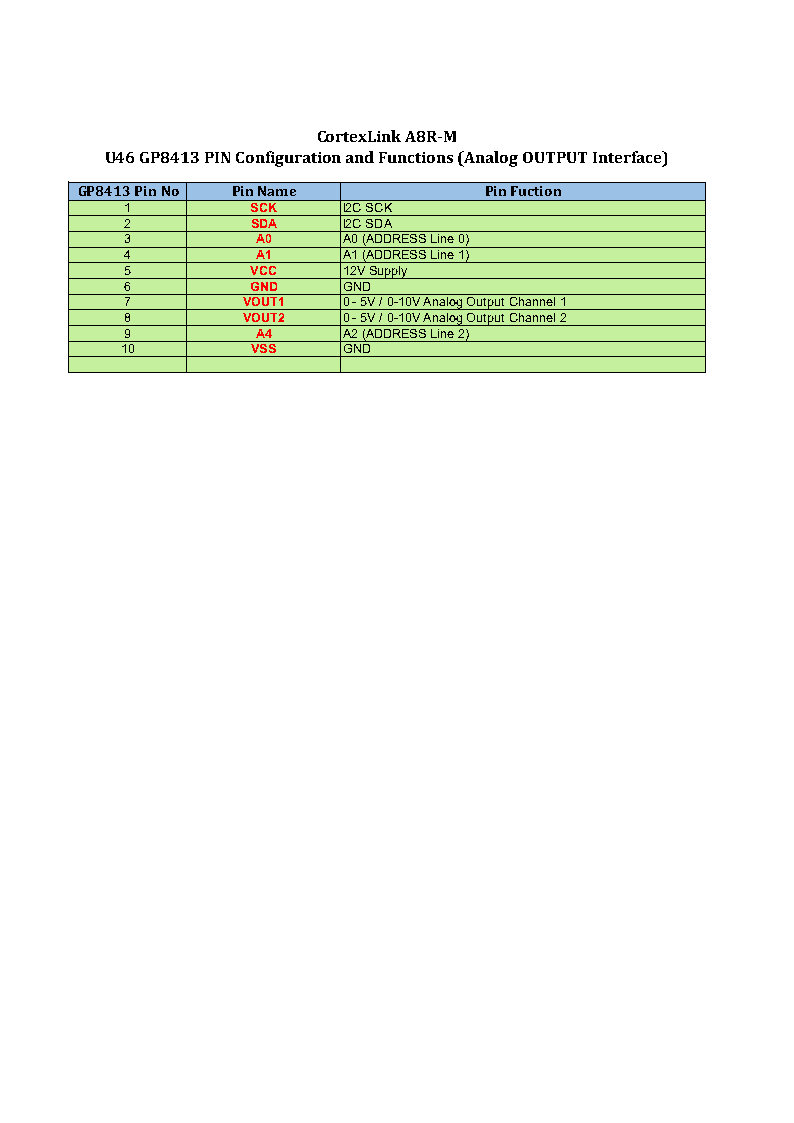 CortexLink A8R-M
U46 GP8413 PIN Configuration and Functions (Analog OUTPUT Interface)
GP8413 Pin No Pin Name Pin Fuction
1 SCK I2C SCK
2 SDA I2C SDA
3 A0 A0 (ADDRESS Line 0)
4 A1 A1 (ADDRESS Line 1)
5 VCC 12V Supply
6 GND GND
7 VOUT1 0 - 5V / 0-10V Analog Output Channel 1
8 VOUT2 0 - 5V / 0-10V Analog Output Channel 2
9 A4 A2 (ADDRESS Line 2)
10 VSS GND